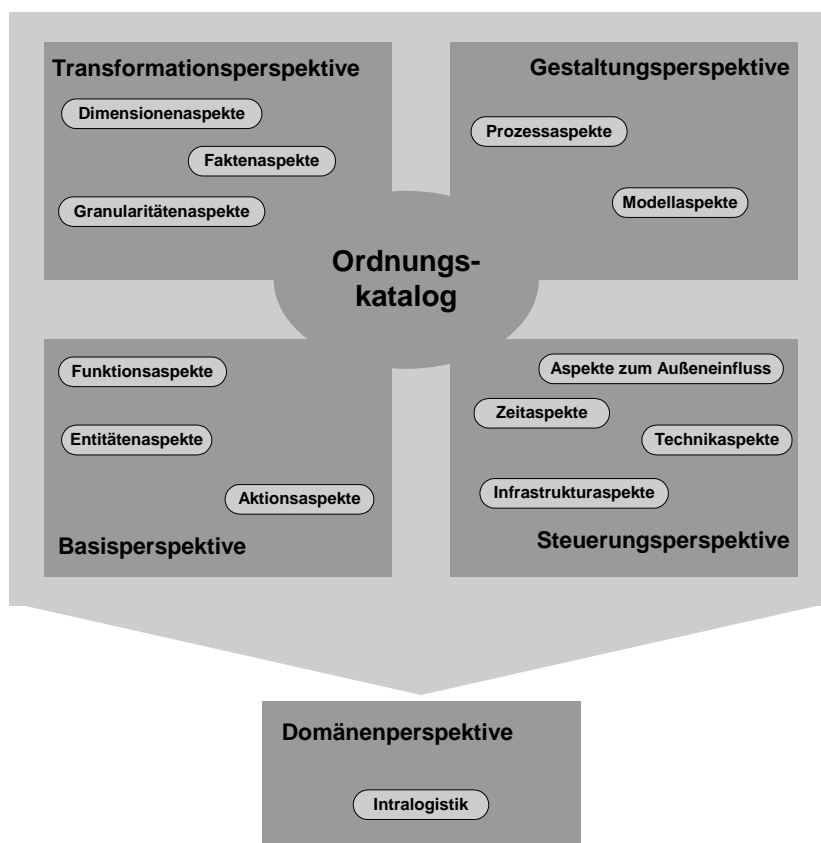 Transformationsperspektive
Dimensionenaspekte
Faktenaspekte
Granularitätenaspekte
Gestaltungsperspektive
Prozessaspekte
Modellaspekte
Ordnungs-
katalog
Funktionsaspekte
Entitätenaspekte
Aktionsaspekte
Basisperspektive
Aspekte zum Außeneinfluss
Zeitaspekte
Technikaspekte
Infrastrukturaspekte
Steuerungsperspektive
Domänenperspektive
Intralogistik